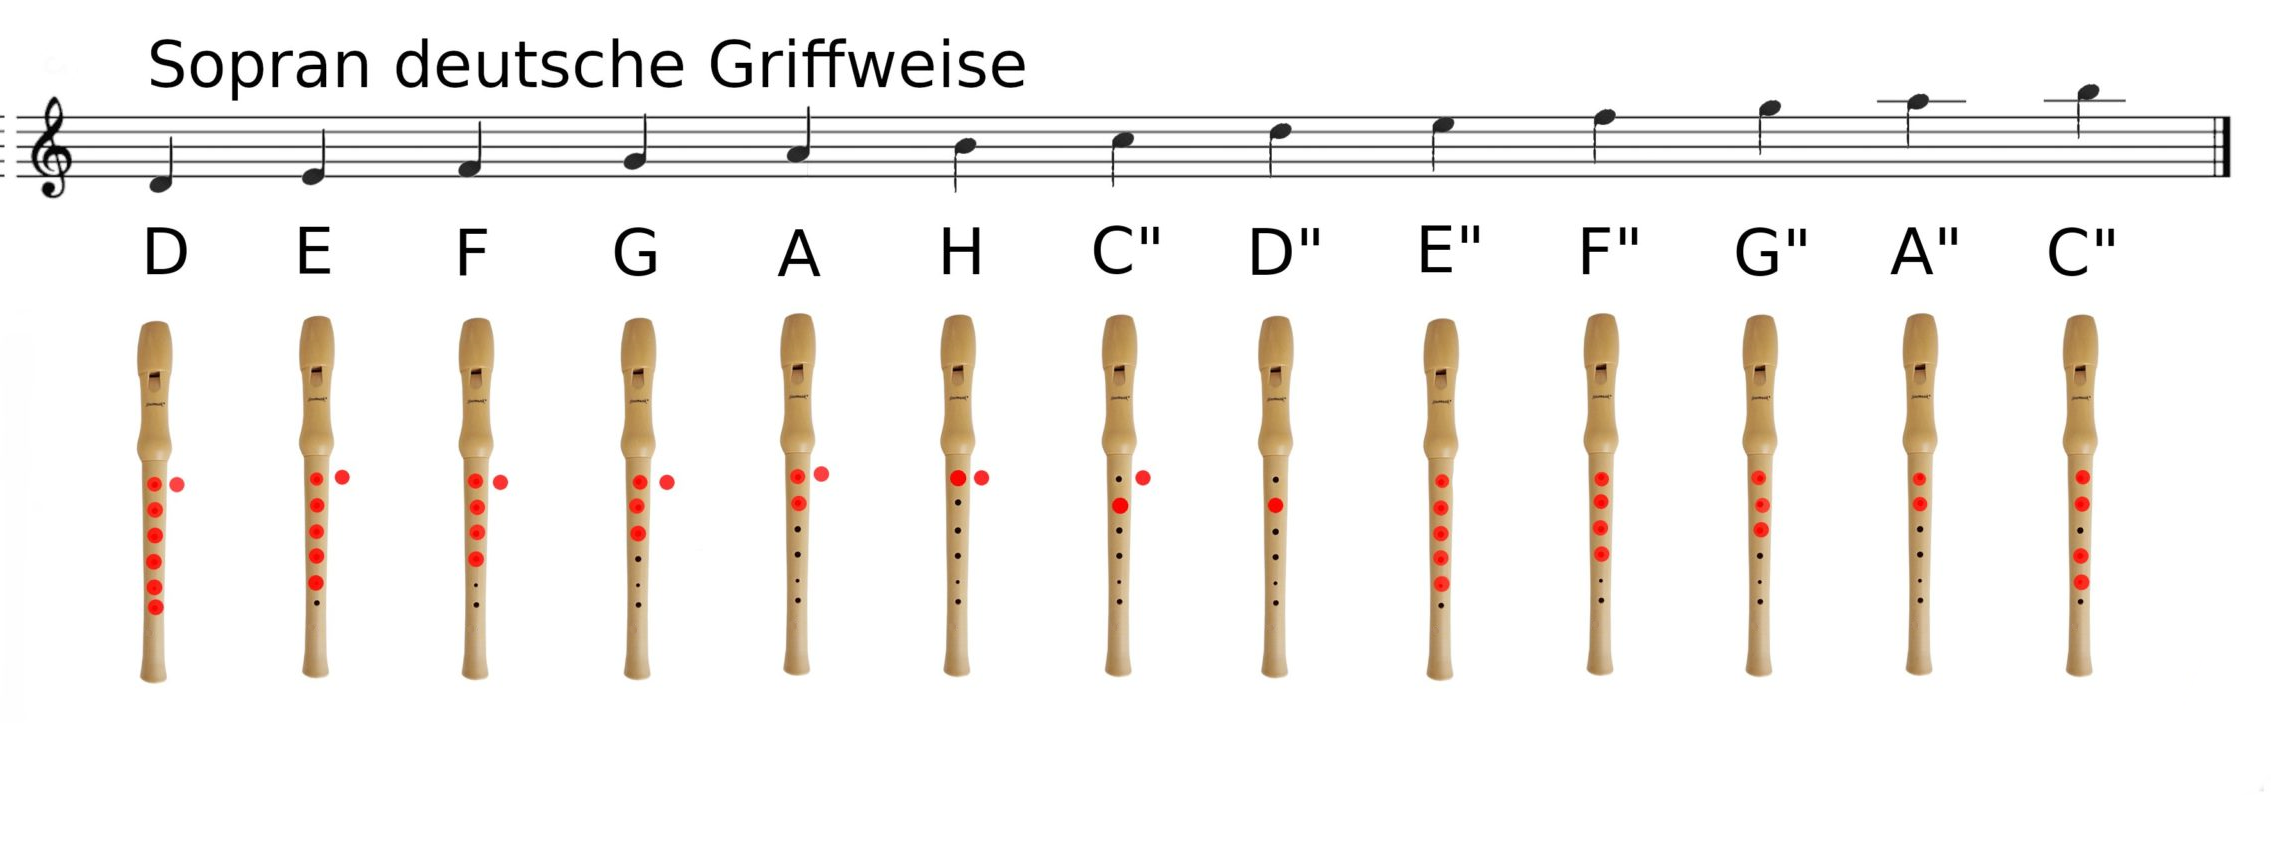 Sopran deutsche Griffweise
D E F G A H C" D" E" F" G" A" C"